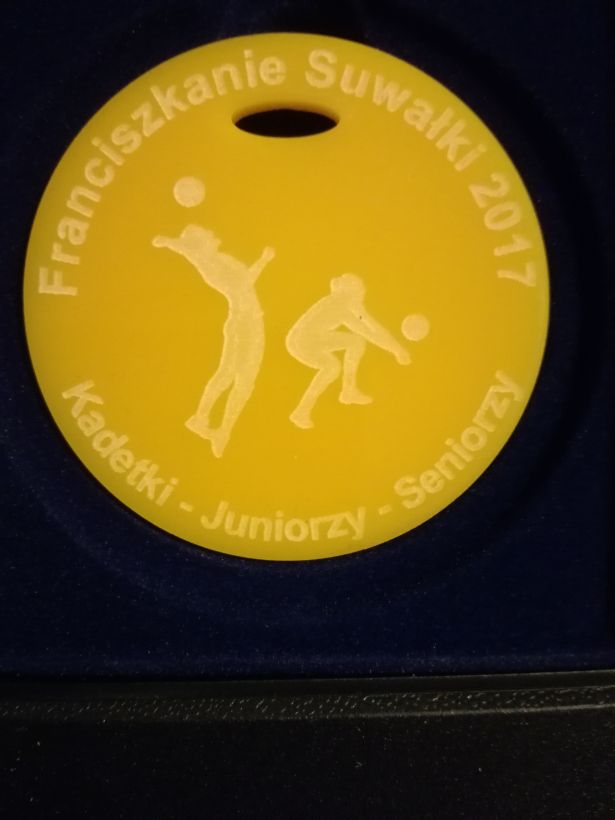 Franciszkanie Suwałki 2017
Kadetki - Juniorzy - Seniorzy